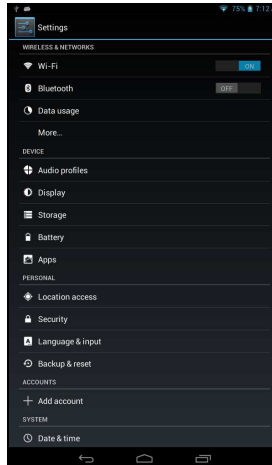 75% 7:12
Settings
WIRELESS & NETWORKS
Wi-Fi ON
Bluetooth OFF
Data usage
More...
DEVICE
Audio profiles
Display
Storage
Battery
Apps
PERSONAL
Location access
Security
A Language & input
Backup & reset
ACCOUNTS
Add account
SYSTEM
Date & time